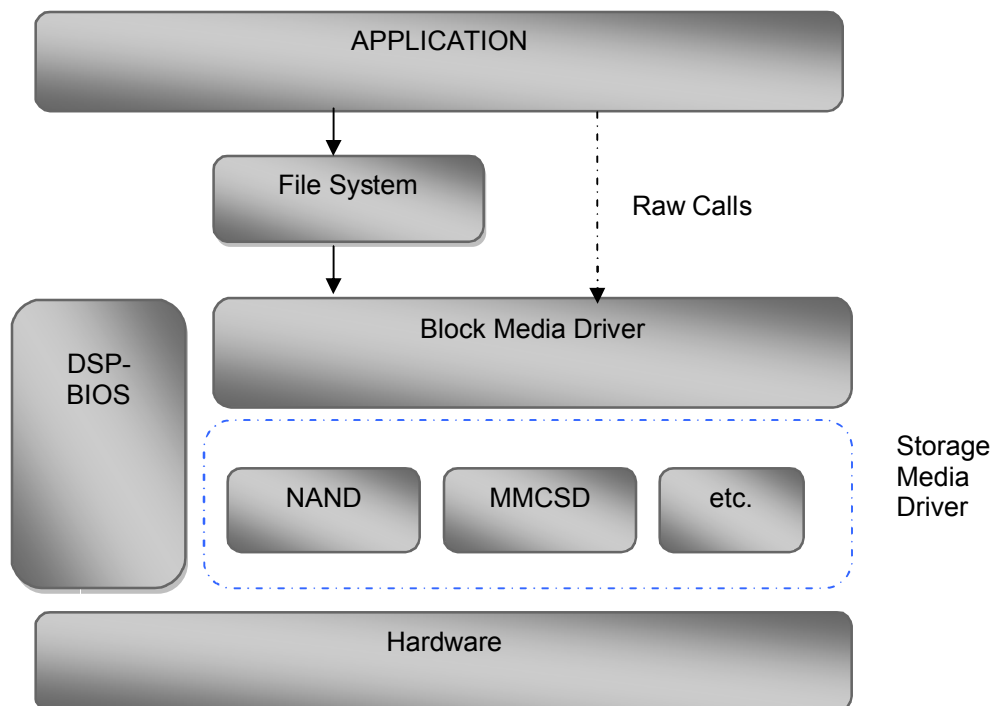 APPLICATION
File System
Raw Calls
Block Media Driver
DSP-
BIOS
Storage
Media
Driver
NAND
MMCSD
etc.
Hardware